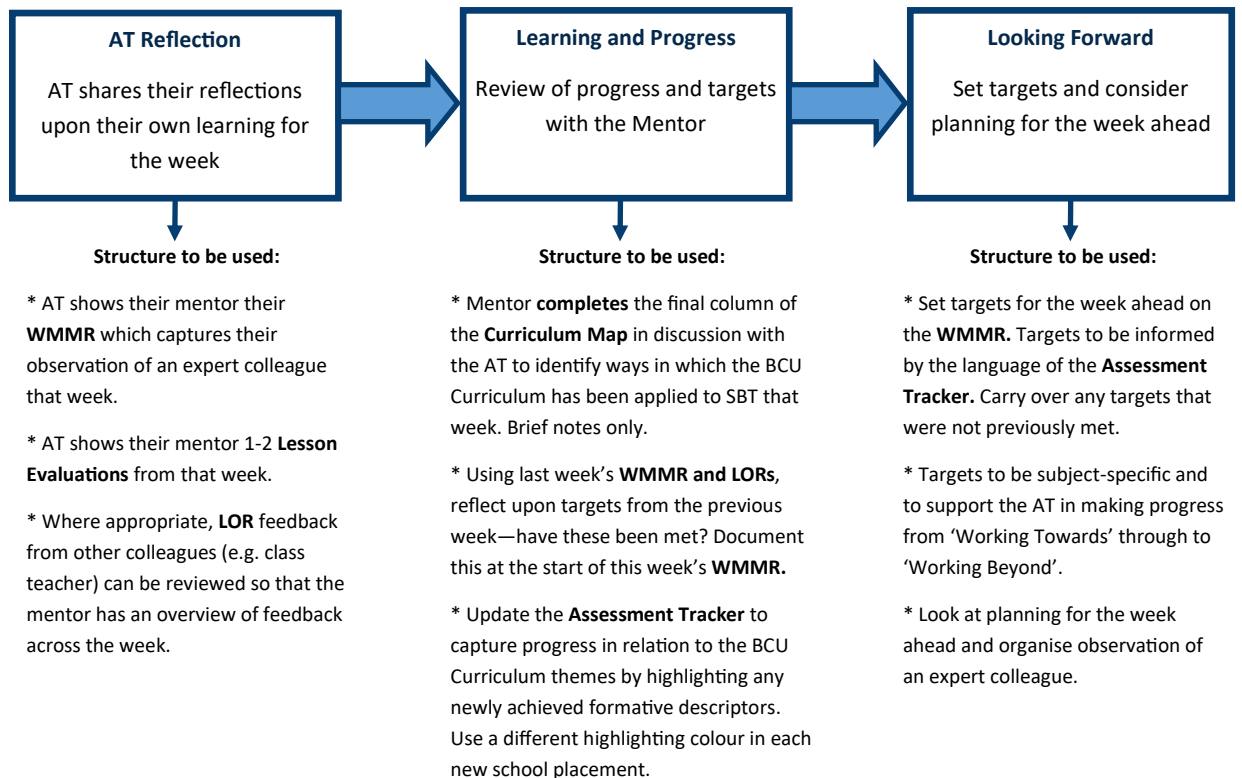 AT Reflection
AT shares their reflections
upon their own learning for
the week
Learning and Progress
Review of progress and targets
with the Mentor
Looking Forward
Set targets and consider
planning for the week ahead
Structure to be used:
* AT shows their mentor their
WMMR which captures their
observation of an expert colleague
that week.
* AT shows their mentor 1-2 Lesson
Evaluations from that week.
* Where appropriate, LOR feedback
from other colleagues (e.g. class
teacher) can be reviewed so that the
mentor has an overview of feedback
across the week.
Structure to be used:
* Mentor completes the final column of
the Curriculum Map in discussion with
the AT to identify ways in which the BCU
Curriculum has been applied to SBT that
week. Brief notes only.
* Using last week’s WMMR and LORs,
reflect upon targets from the previous
week—have these been met? Document
this at the start of this week’s WMMR.
* Update the Assessment Tracker to
capture progress in relation to the BCU
Curriculum themes by highlighting any
newly achieved formative descriptors.
Use a different highlighting colour in each
new school placement.
Structure to be used:
* Set targets for the week ahead on
the WMMR. Targets to be informed
by the language of the Assessment
Tracker. Carry over any targets that
were not previously met.
* Targets to be subject-specific and
to support the AT in making progress
from ‘Working Towards’ through to
‘Working Beyond’.
* Look at planning for the week
ahead and organise observation of
an expert colleague.